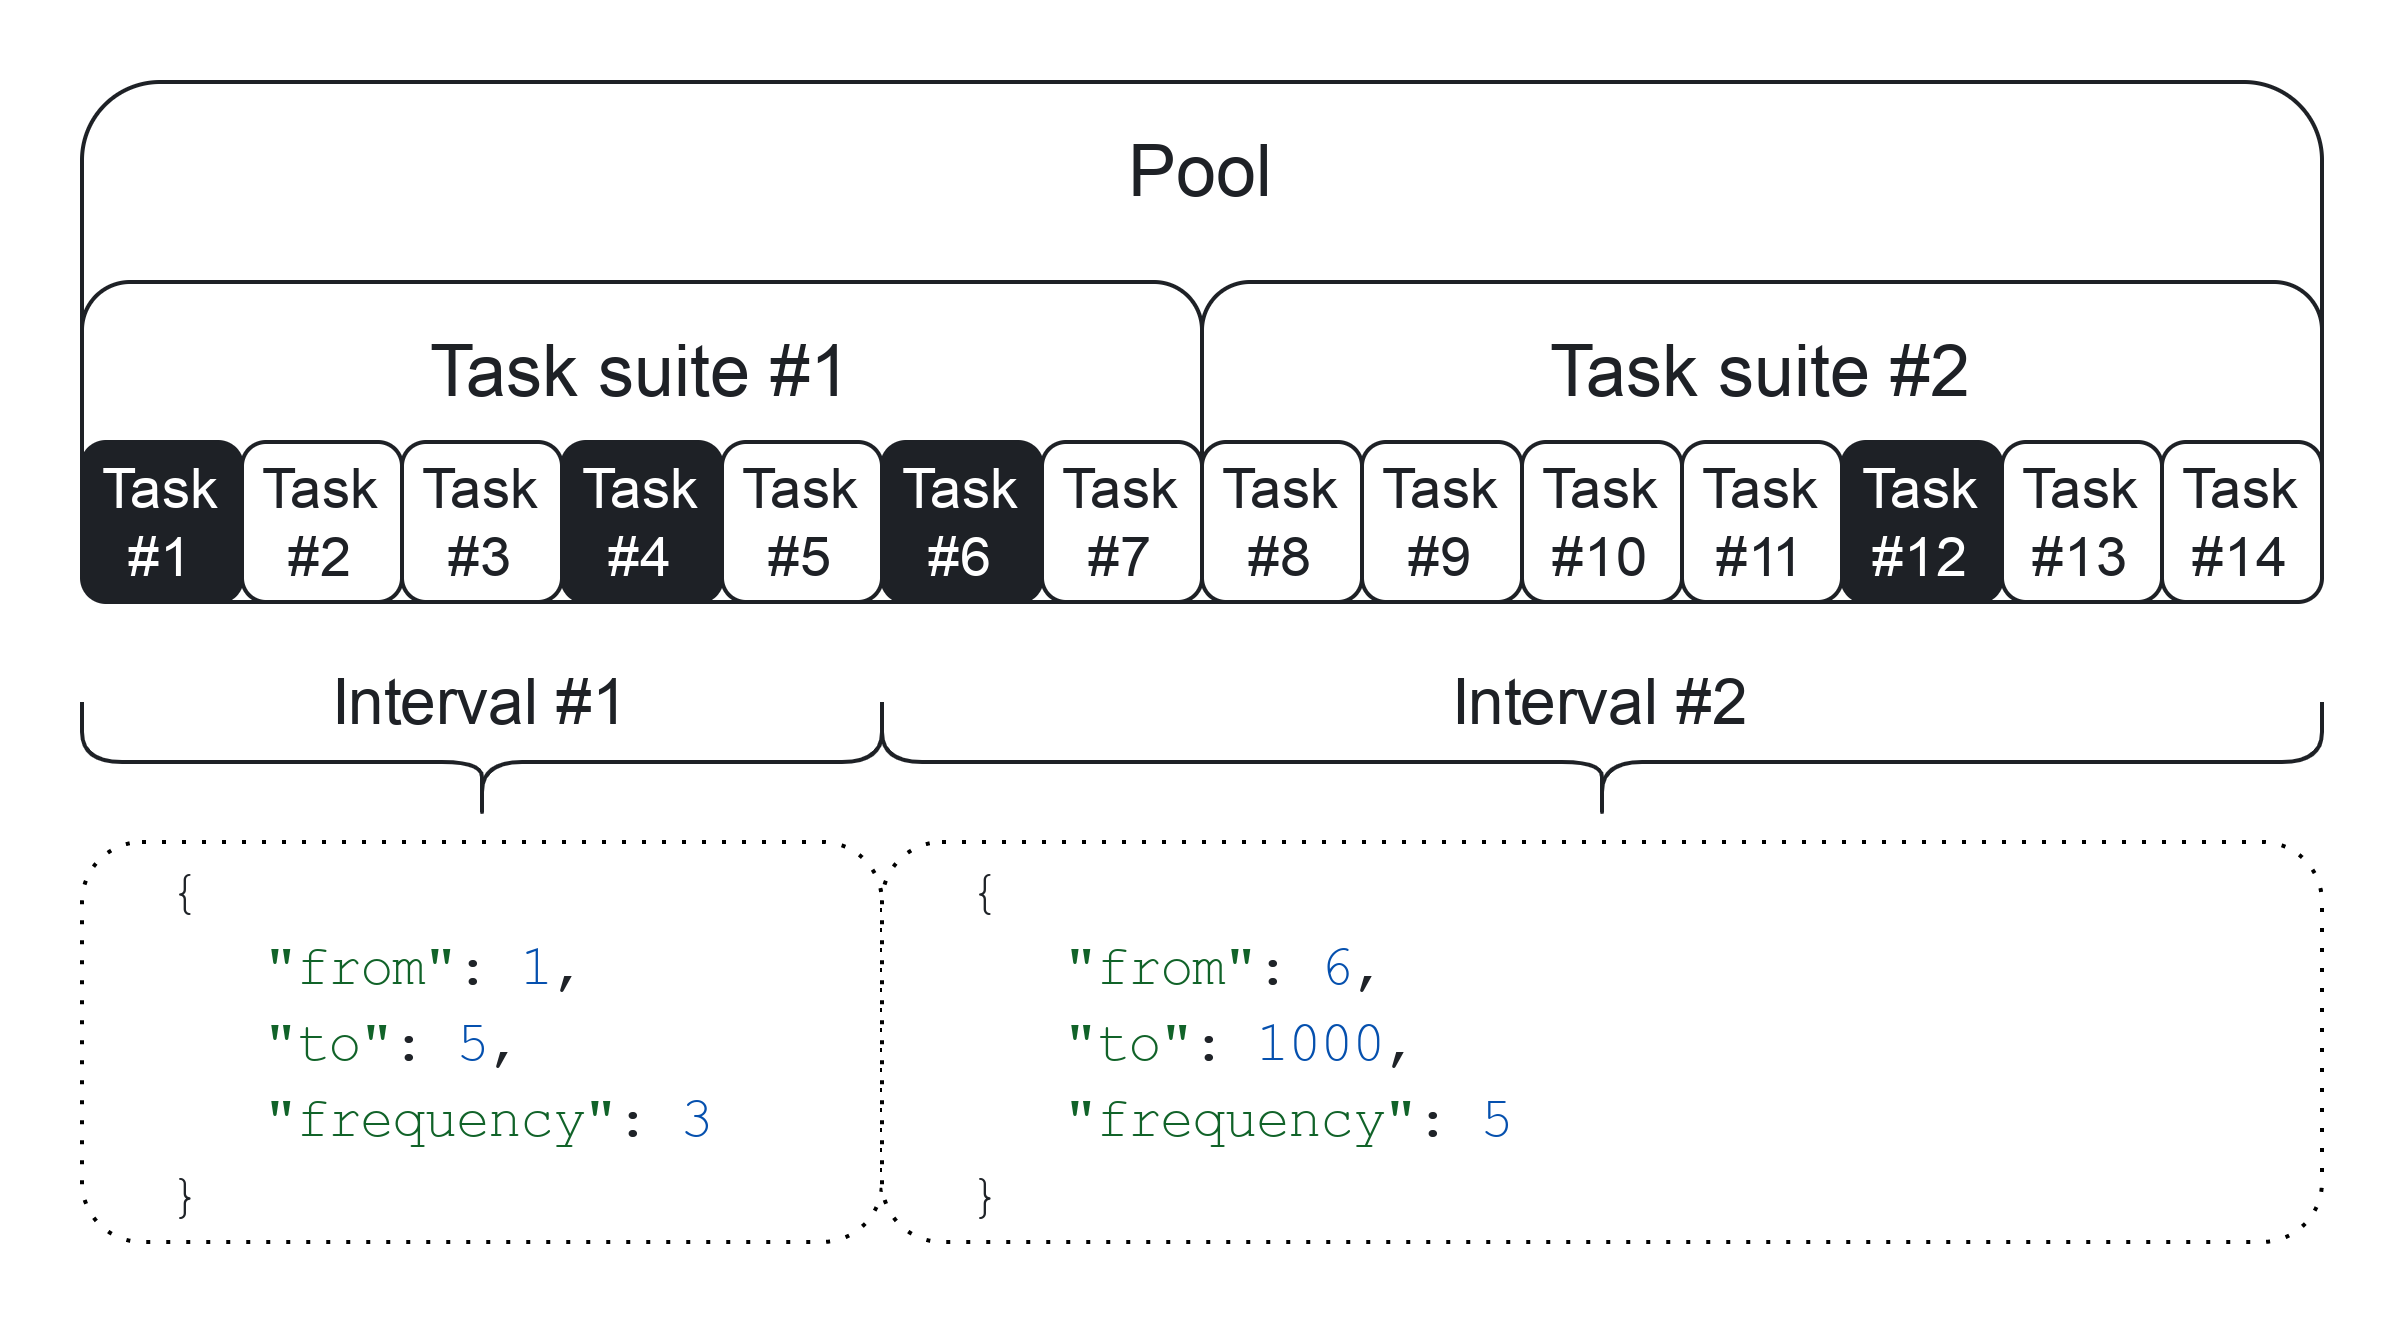 Pool
Task suite #1
Task suite #2
Task #1
Task #2
Task #3
Task #4
Task #5
Task #6
Task #7
Task #8
Task #9
Task #10
Task #11
Task #12
Task #13
Task #14
Interval #1
Interval #2
{
"from": 1,
"to": 5,
"frequency": 3
}
{
"from": 6,
"to": 1000,
"frequency": 5
}